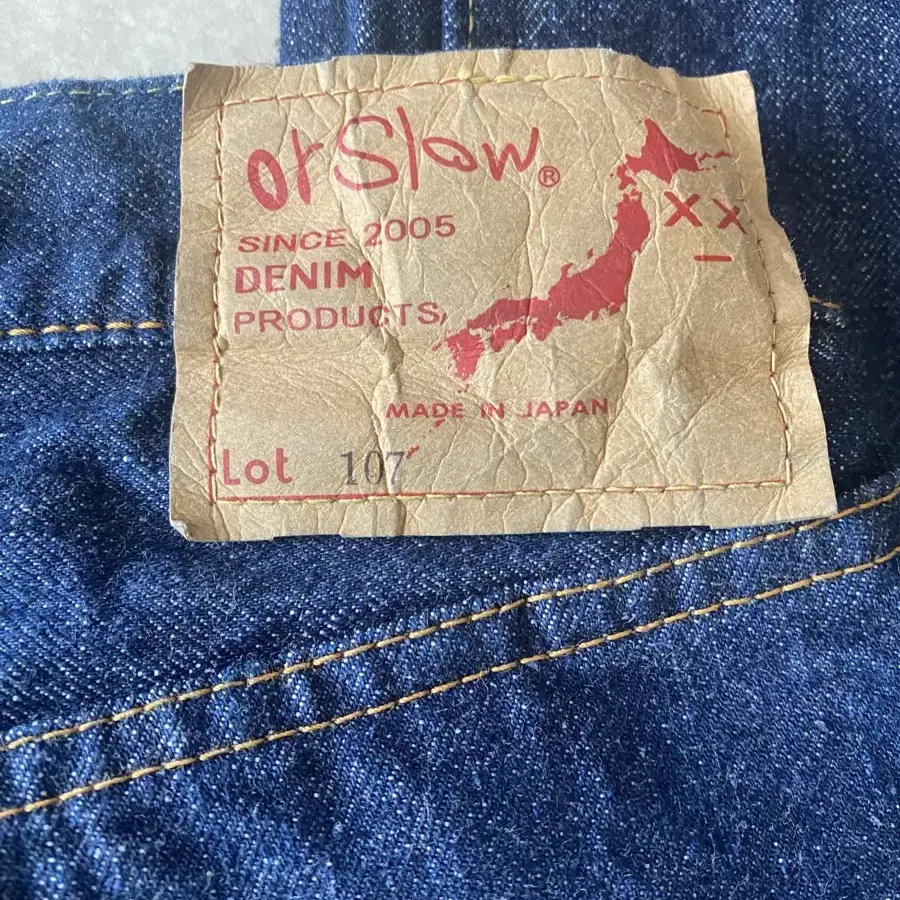 orSlow®
XX
SINCE 2005
DENIM
PRODUCTS,
MADE IN JAPAN
Lot 107